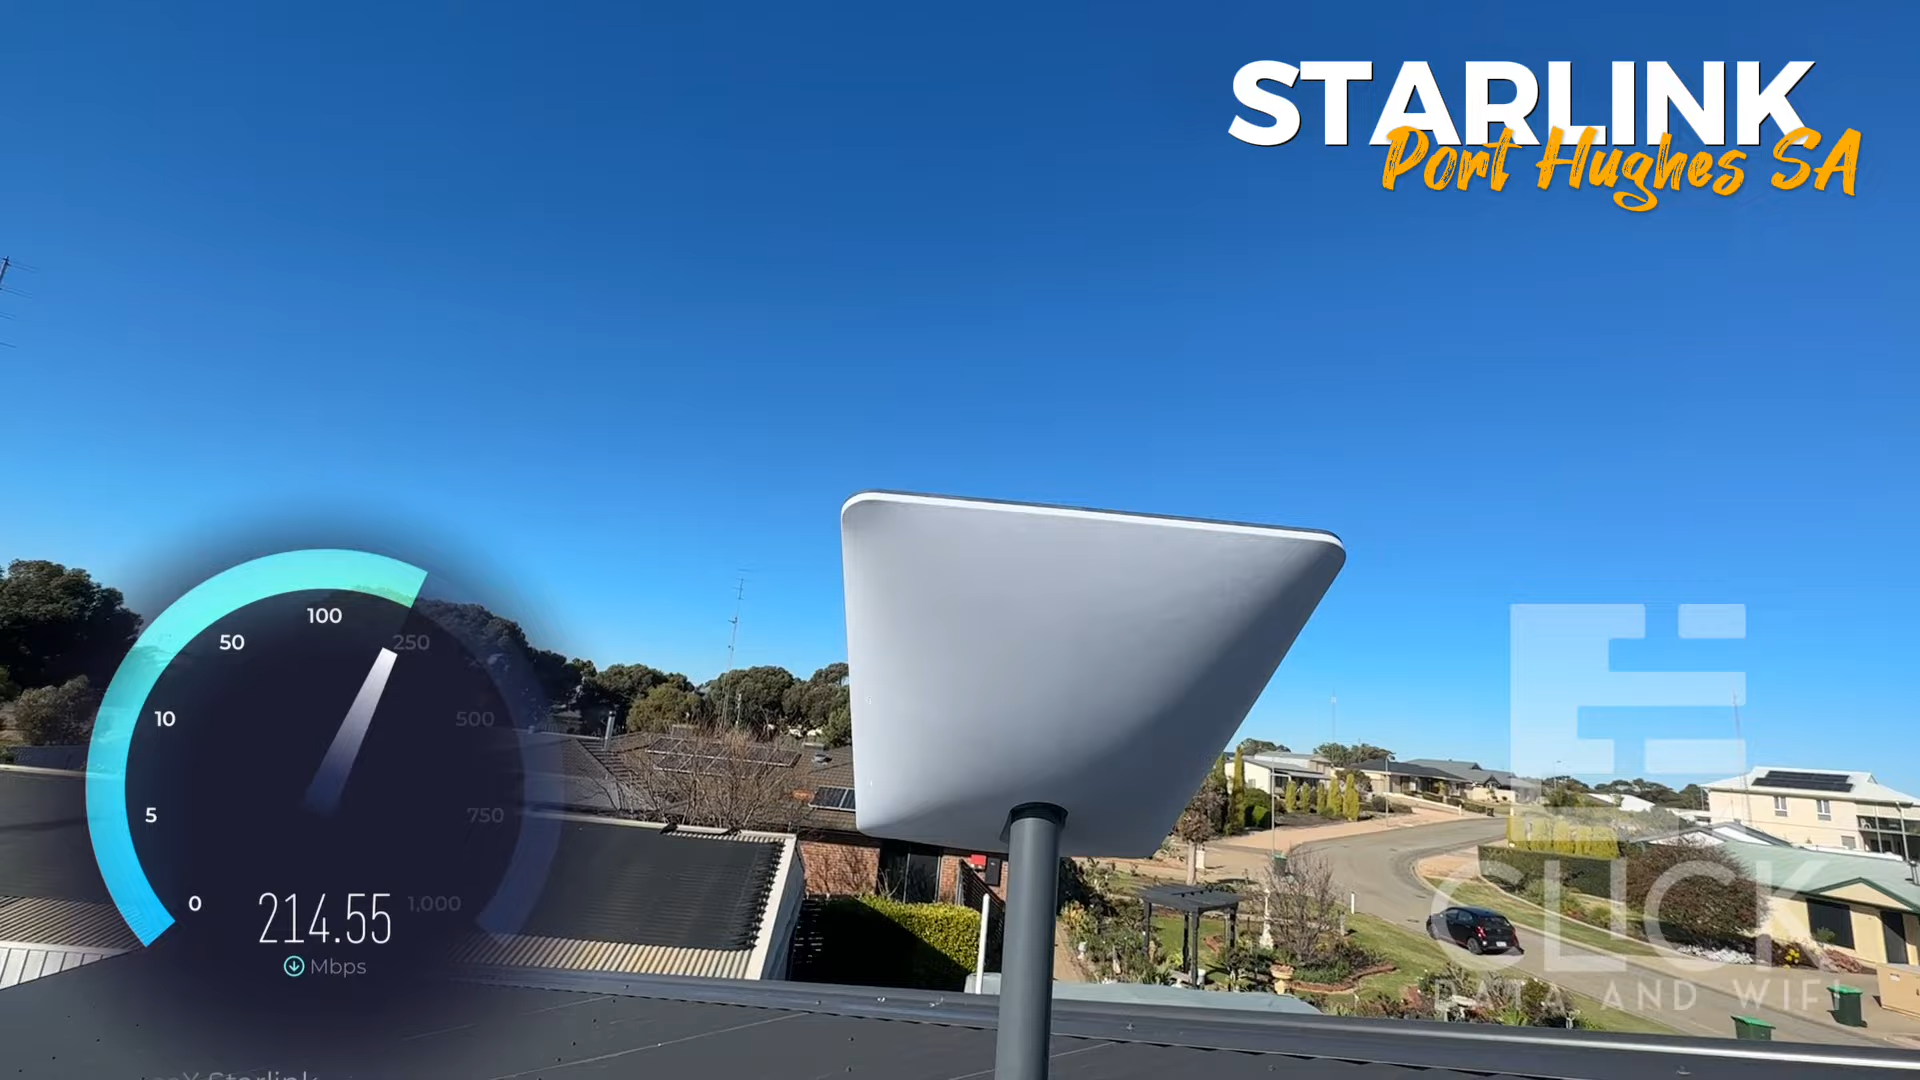 STARLINK
Port Hughes SA
100
50
250
10
500
5
750
0
214.55
1,000
Mbps
CLICK
DATA AND WIFI
Starlink